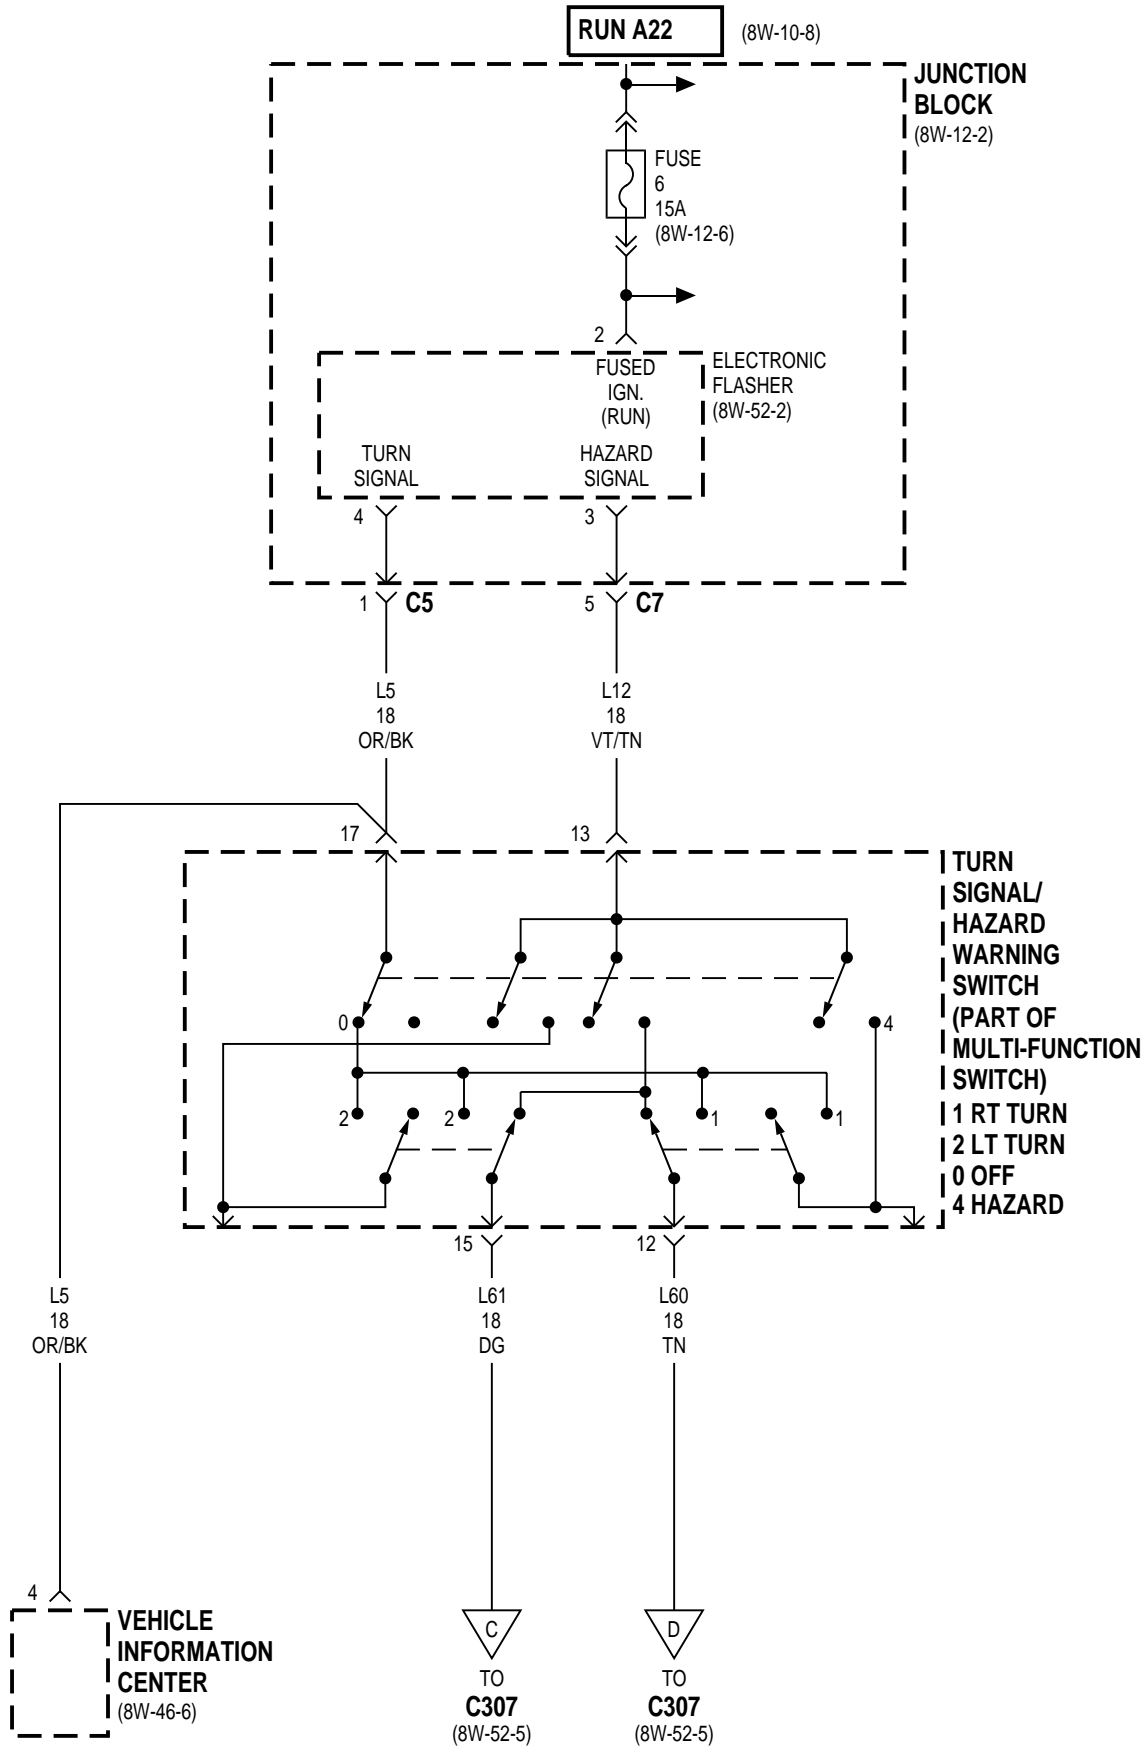 RUN A22
(8W-10-8)
JUNCTION
BLOCK
(8W-12-2)
FUSE
6
15A
(8W-12-6)
2
FUSED
IGN.
(RUN)
ELECTRONIC
FLASHER
(8W-52-2)
TURN
SIGNAL
HAZARD
SIGNAL
4
3
1
C5
5
C7
L5
18
OR/BK
L12
18
VT/TN
17
13
TURN
SIGNAL/
HAZARD
WARNING
SWITCH
(PART OF
MULTI-FUNCTION
SWITCH)
1 RT TURN
2 LT TURN
0 OFF
4 HAZARD
0
4
2
2
1
1
15
12
L5
18
OR/BK
L61
18
DG
L60
18
TN
4
VEHICLE
INFORMATION
CENTER
(8W-46-6)
C
TO
C307
(8W-52-5)
D
TO
C307
(8W-52-5)